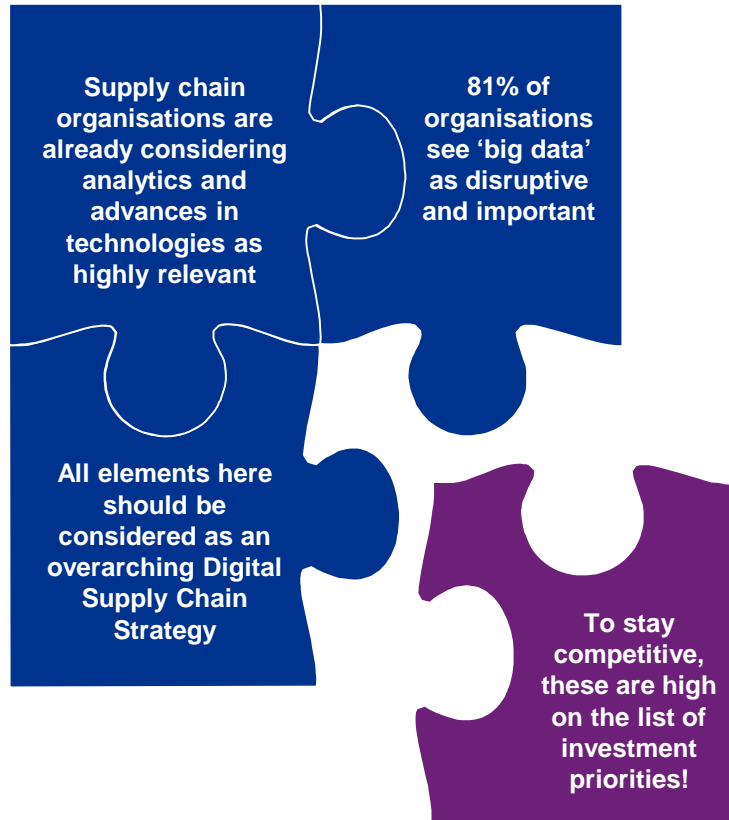 Supply chain
organisations are
already considering
analytics and
advances in
technologies as
highly relevant
81% of
organisations
see ‘big data’
as disruptive
and important
All elements here
should be
considered as an
overarching Digital
Supply Chain
Strategy
To stay
competitive,
these are high
on the list of
investment
priorities!